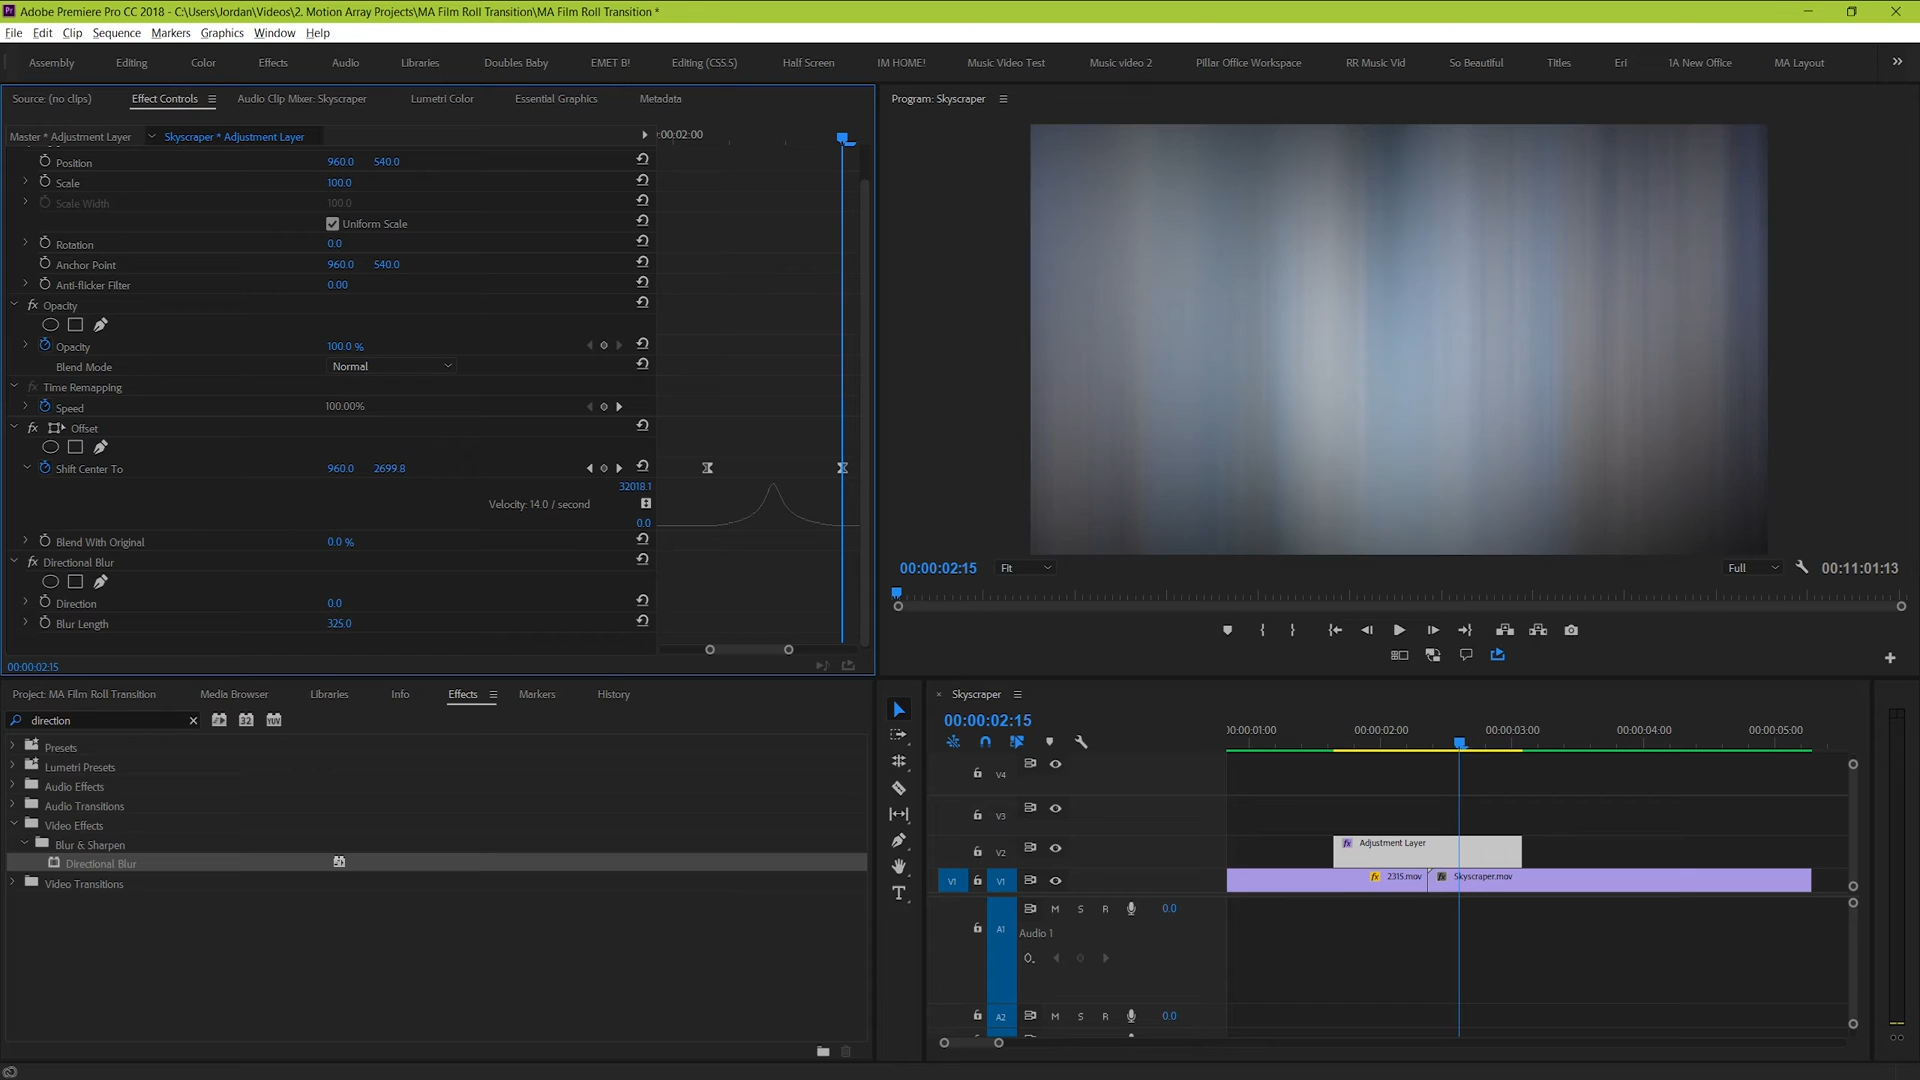 Adobe Premiere Pro CC 2018 - C:\Users\Jordan\Videos\2. Motion Array Projects\MA Film Roll Transition\MA Film Roll Transition *
File Edit Clip Sequence Markers Graphics Window Help
Assembly Editing Color Effects Audio Libraries Doubles Baby EMET B! Editing (CS5.5) Half Screen IM HOME! Music Video Test Music video 2 Pillar Office Workspace RR Music Vid So Beautiful Titles Erl 1A New Office MA Layout
Source: (no clips) Effect Controls Audio Clip Mixer: Skyscraper Lumetri Color Essential Graphics Metadata
Program: Skyscraper
Master * Adjustment Layer Skyscraper * Adjustment Layer
:00:02:00
Position 960.0 540.0
Scale 100.0
Scale Width 100.0
Uniform Scale
Rotation 0.0
Anchor Point 960.0 540.0
Anti-flicker Filter 0.00
fx Opacity
Opacity 100.0 %
Blend Mode Normal
fx Time Remapping
Speed 100.00%
fx Offset
Shift Center To 960.0 2699.8
32018.1
Velocity: 14.0 / second
0.0
Blend With Original 0.0 %
fx Directional Blur
Direction 0.0
Blur Length 325.0
00:00:02:15
00:00:02:15 Fit Full 00:11:01:13
Project: MA Film Roll Transition Media Browser Libraries Info Effects Markers History
direction
32 YUV
Presets
Lumetri Presets
Audio Effects
Audio Transitions
Video Effects
Blur & Sharpen
Directional Blur
Video Transitions
Skyscraper
00:00:02:15
00:00:01:00 00:00:02:00 00:00:03:00 00:00:04:00 00:00:05:00
V4
V3
V2
fx Adjustment Layer
V1 V1
fx 2315.mov fx Skyscraper.mov
A1 M S R 0.0
Audio 1
A2 M S R 0.0